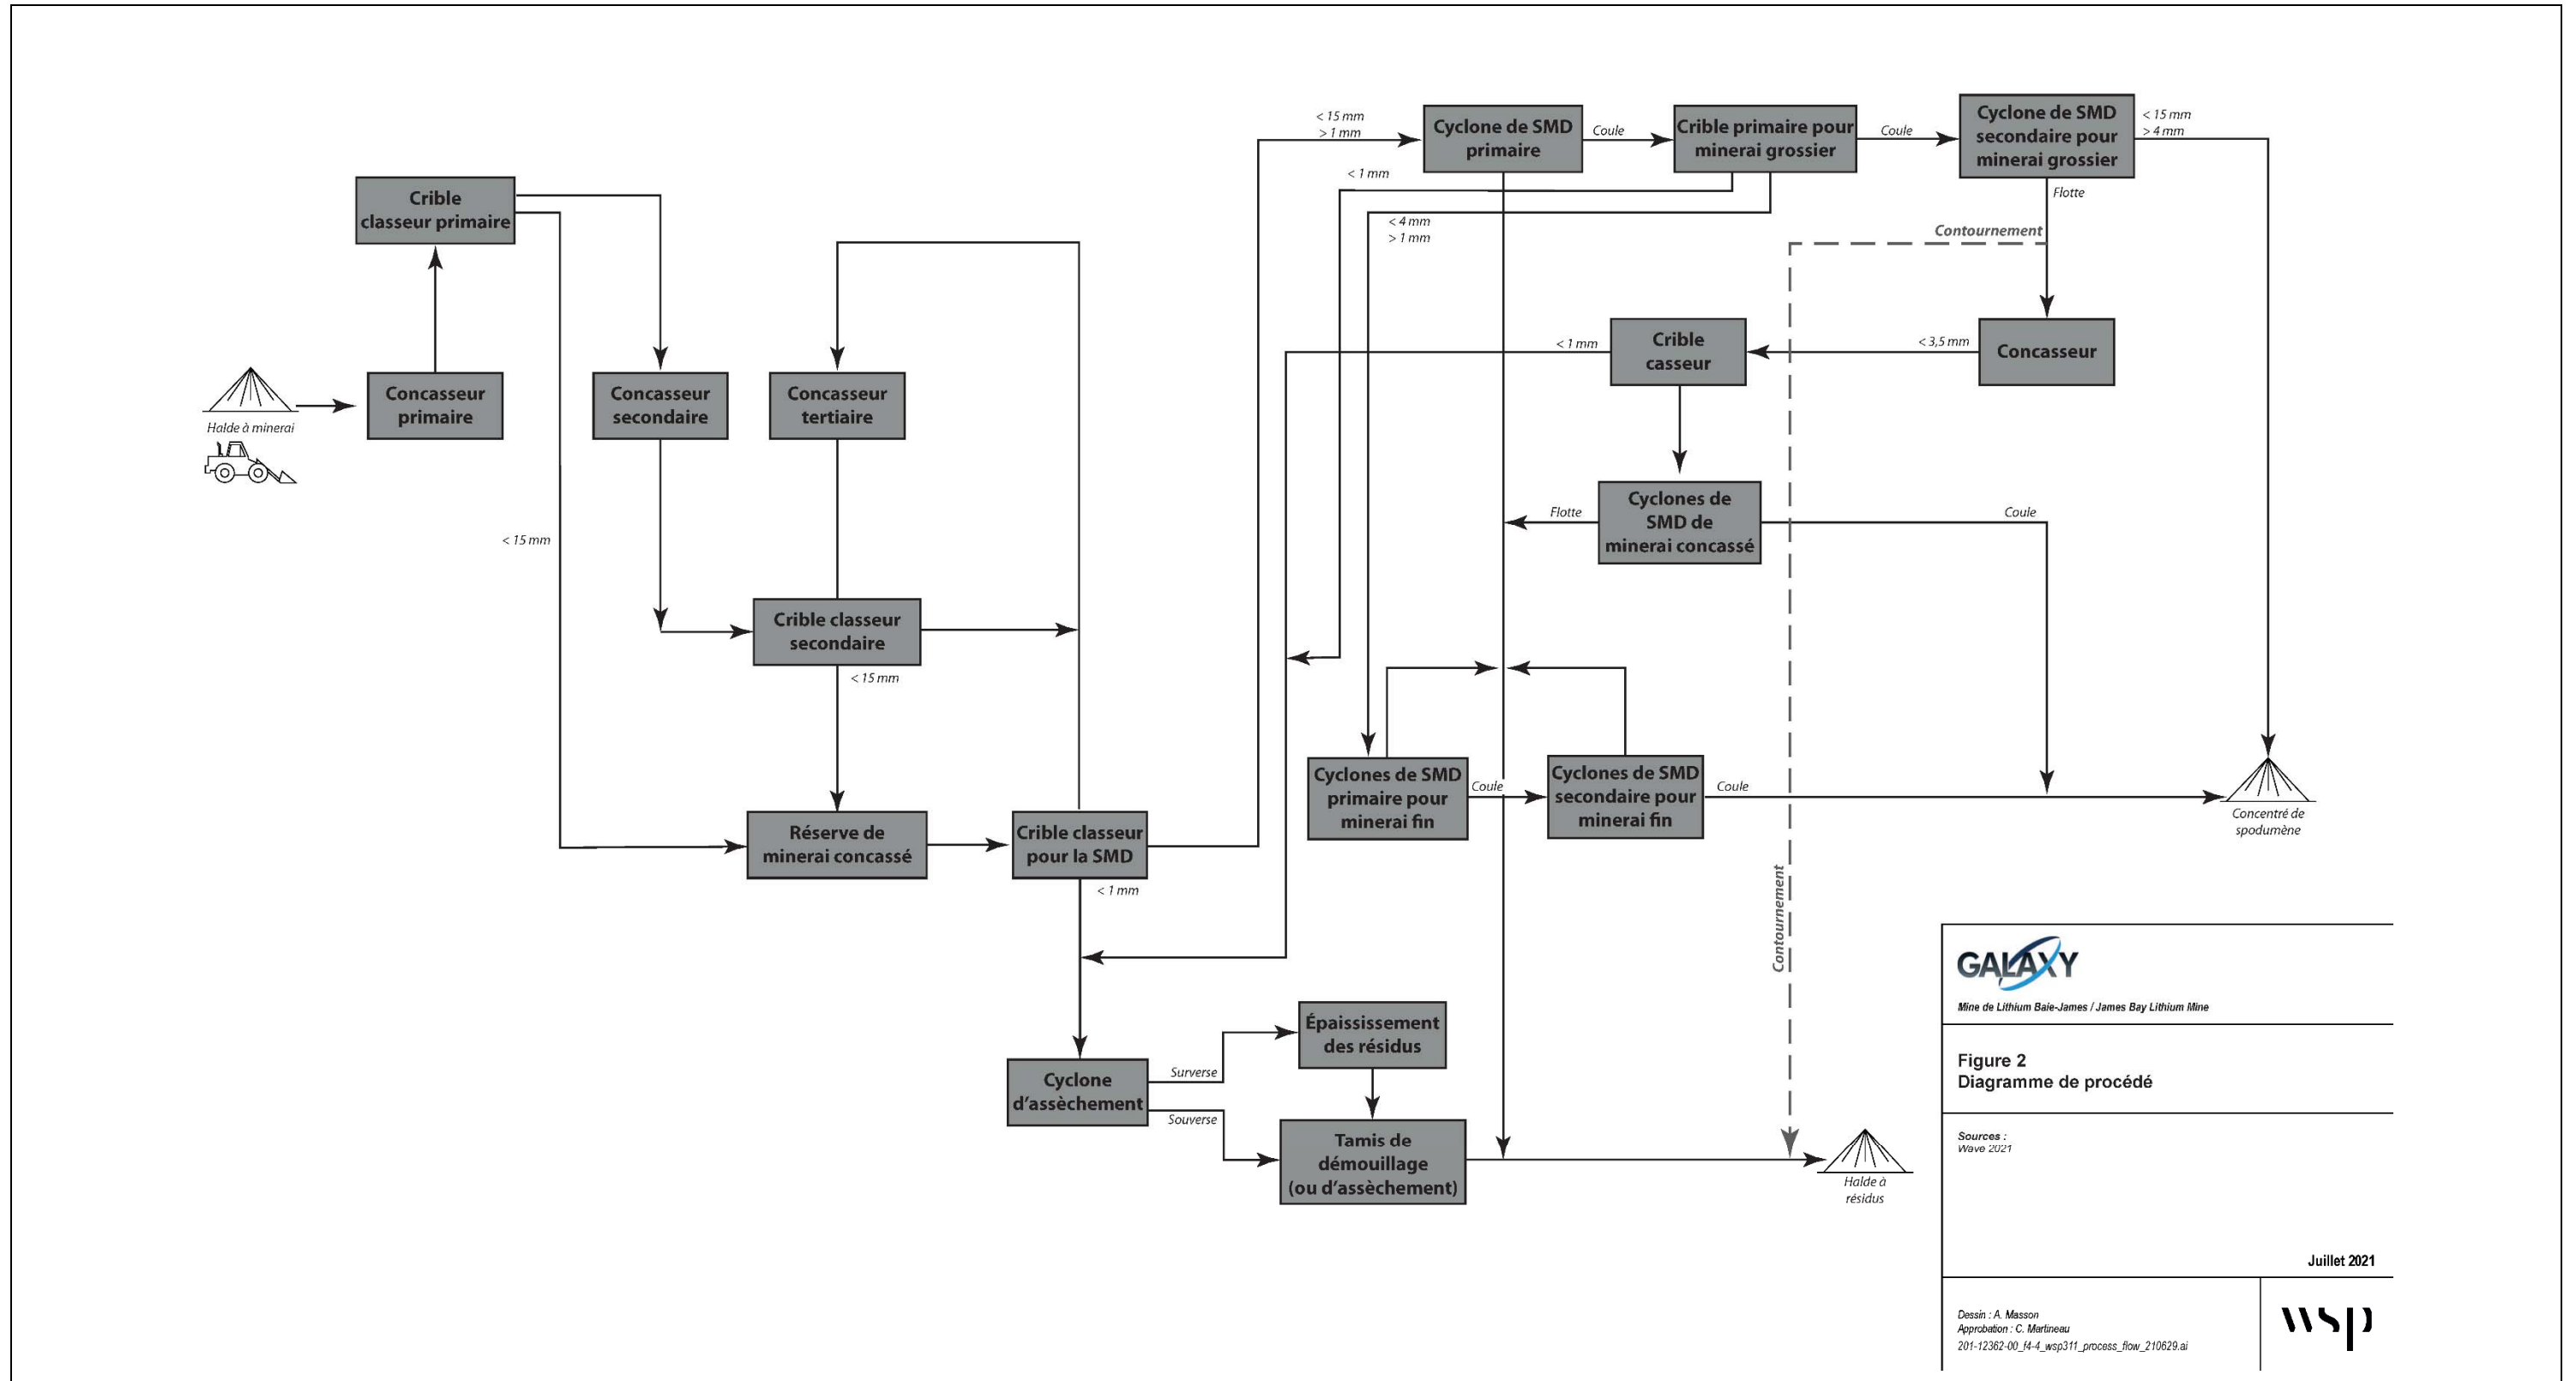 < 15 mm
> 1 mm
Cyclone de SMD
primaire
Coule
Crible primaire pour
minerai grossier
Coule
Cyclone de SMD
secondaire pour
minerai grossier
< 15 mm
> 4 mm
< 1 mm
Flotte
Crible
classeur primaire
< 4 mm
> 1 mm
Contournement
Concasseur
primaire
Concasseur
secondaire
Concasseur
tertiaire
< 1 mm
Crible
casseur
< 3,5 mm
Concasseur
Halde à minerai
< 15 mm
Flotte
Cyclones de
SMD de
minerai concassé
Coule
Crible classeur
secondaire
< 15 mm
Cyclones de SMD
primaire pour
minerai fin
Coule
Cyclones de SMD
secondaire pour
minerai fin
Coule
Concentré de
spodumène
Réserve de
minerai concassé
Crible classeur
pour la SMD
< 1 mm
Contournement
Épaississement
des résidus
Cyclone
d'assèchement
Surverse
Souverse
Tamis de
démouillage
(ou d'assèchement)
Halde à
résidus
GALAXY
Mine de Lithium Baie-James / James Bay Lithium Mine
Figure 2
Diagramme de procédé
Sources :
Wave 2021
Juillet 2021
Dessin : A. Masson
Approbation : C. Martineau
201-12362-00_f4-4_wsp311_process_flow_210629.ai
wsp